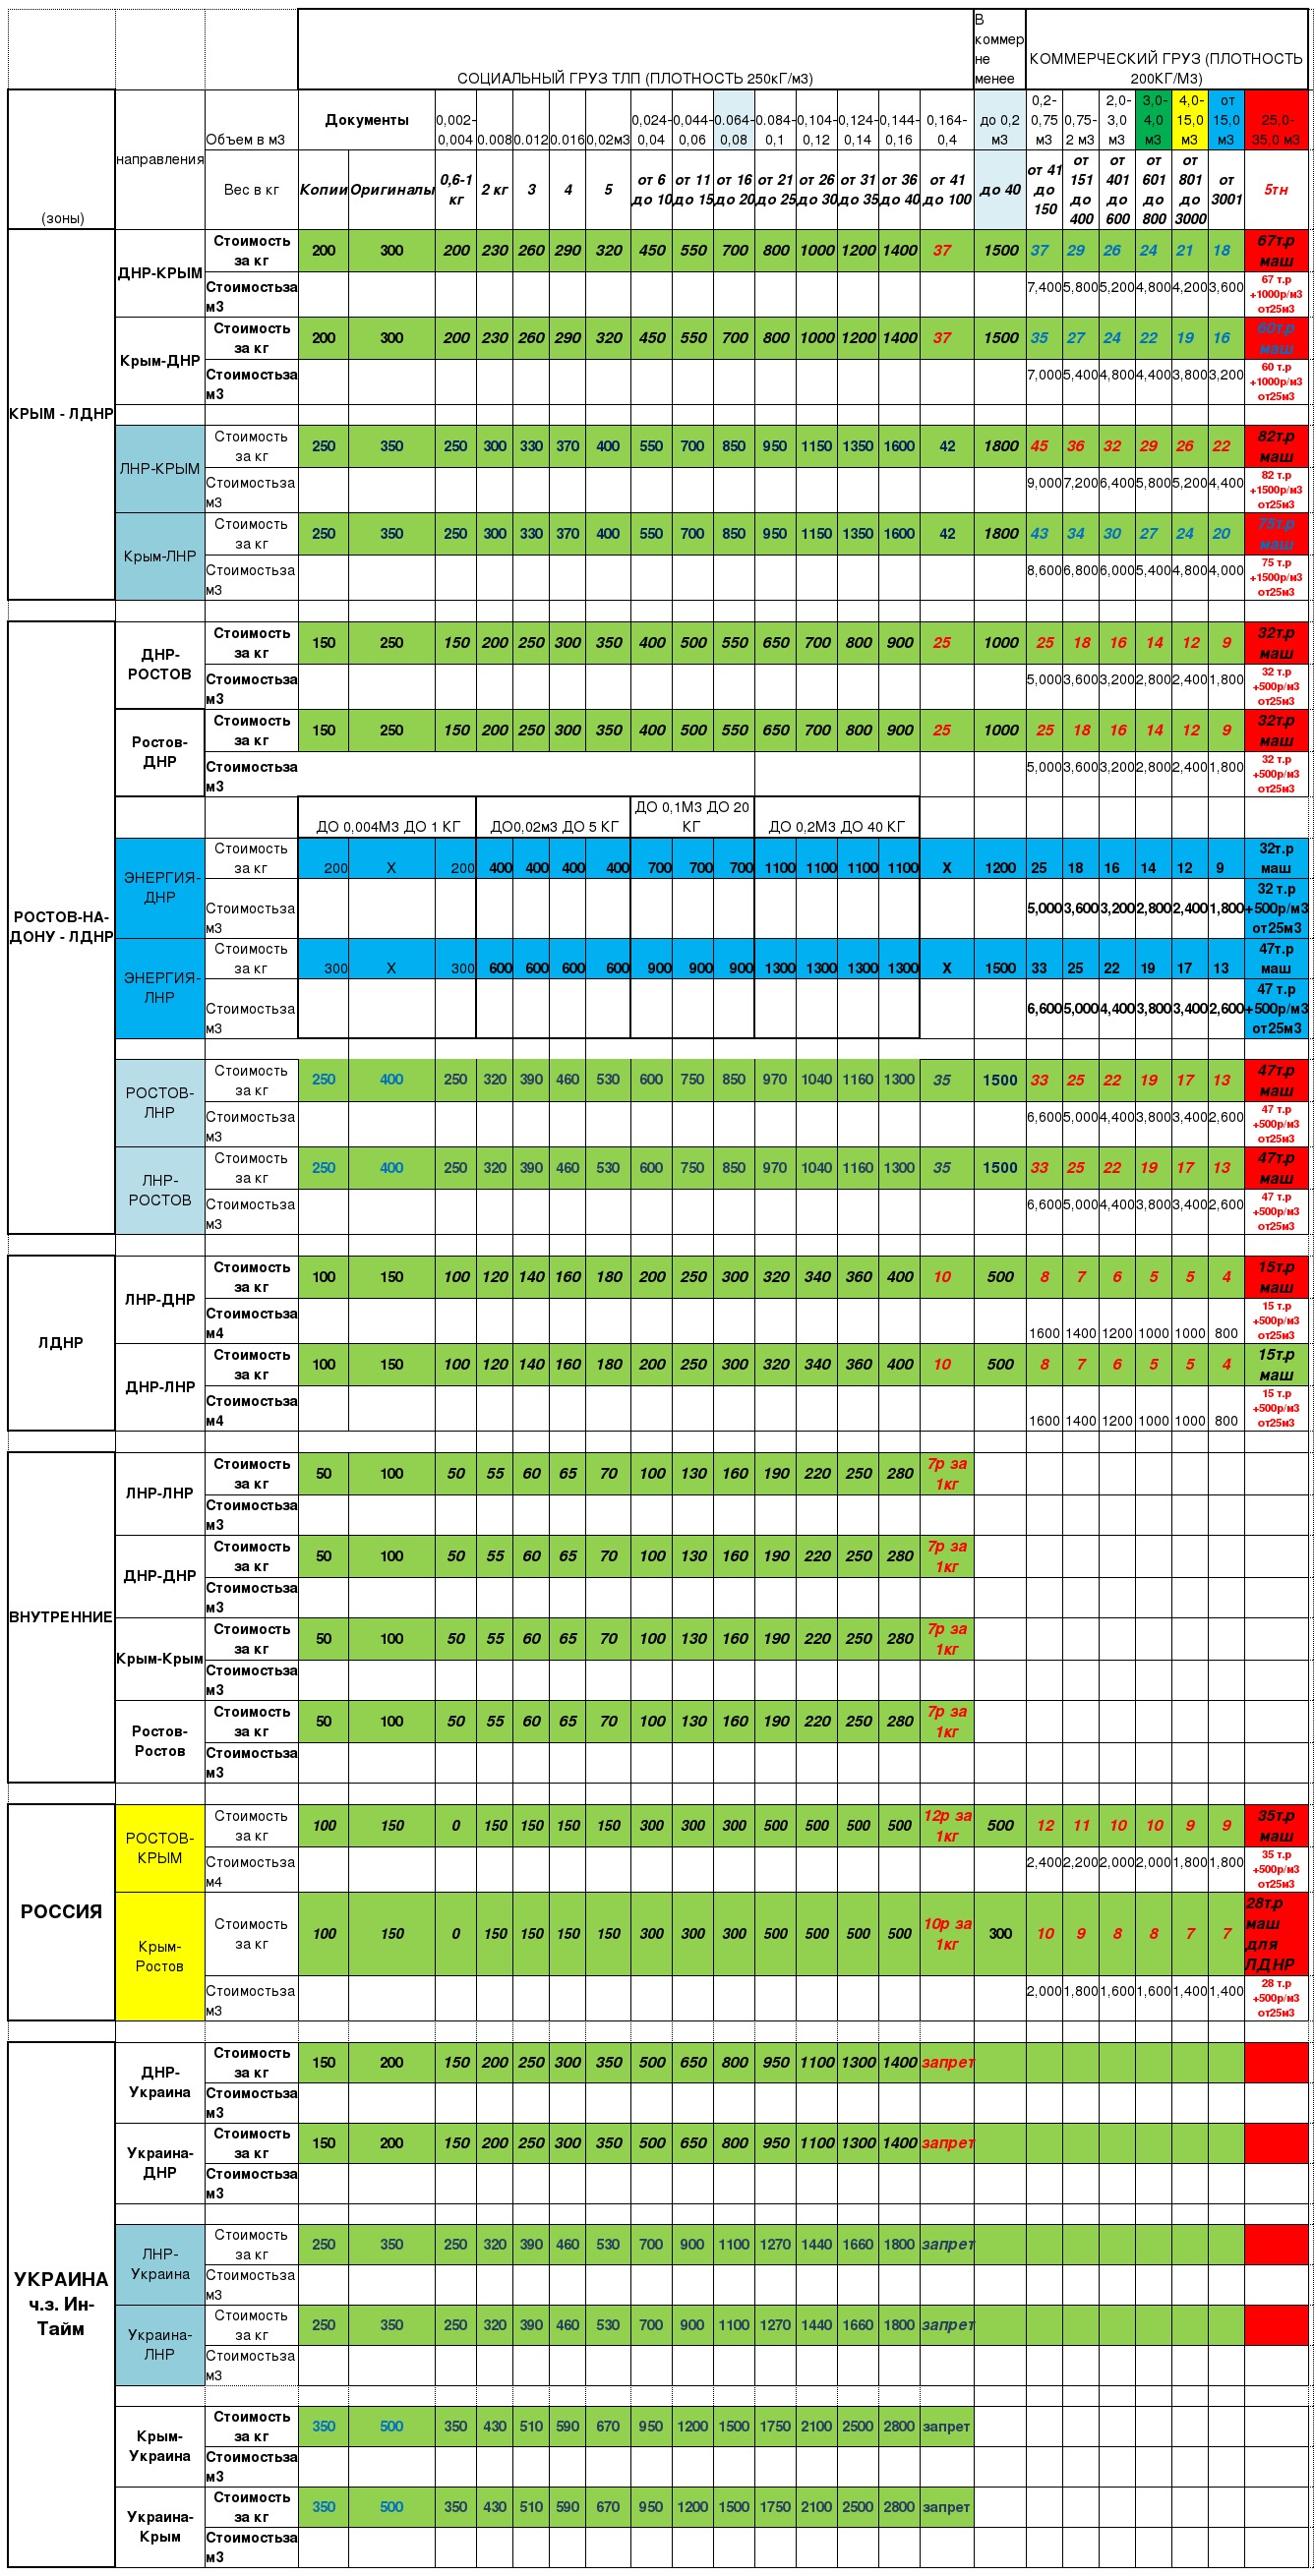 СОЦИАЛЬНЫЙ ГРУЗ ТЛП (ПЛОТНОСТЬ 250кГ/м3) В коммер не менее КОММЕРЧЕСКИЙ ГРУЗ (ПЛОТНОСТЬ 200КГ/М3)
(зоны) направления Объем в м3 Документы 0,002-0,004 0.008 0.012 0.016 0,02м3 0,024-0,04 0,044-0,06 0.064-0,08 0.084-0,1 0,104-0,12 0,124-0,14 0,144-0,16 0,164-0,4 до 0,2 м3 0,2-0,75 м3 0,75-2 м3 2,0-3,0 м3 3,0-4,0 м3 4,0-15,0 м3 от 15,0 м3 25,0-35,0 м3
Вес в кг Копии Оригиналы 0,6-1 кг 2 кг 3 4 5 от 6 до 10 от 11 до 15 от 16 до 20 от 21 до 25 от 26 до 30 от 31 до 35 от 36 до 40 от 41 до 100 до 40 от 41 до 150 от 151 до 400 от 401 до 600 от 601 до 800 от 801 до 3000 от 3001 5тн
КРЫМ - ЛДНР
ДНР-КРЫМ Стоимость за кг 200 300 200 230 260 290 320 450 550 700 800 1000 1200 1400 37 1500 37 29 26 24 21 18 67т.р маш
Стоимостьза м3 7,400 5,800 5,200 4,800 4,200 3,600 67 т.р +1000р/м3 от25м3
Крым-ДНР Стоимость за кг 200 300 200 230 260 290 320 450 550 700 800 1000 1200 1400 37 1500 35 27 24 22 19 16 60т.р маш
Стоимостьза м3 7,000 5,400 4,800 4,400 3,800 3,200 60 т.р +1000р/м3 от25м3
ЛНР-КРЫМ Стоимость за кг 250 350 250 300 330 370 400 550 700 850 950 1150 1350 1600 42 1800 45 36 32 29 26 22 82т.р маш
Стоимостьза м3 9,000 7,200 6,400 5,800 5,200 4,400 82 т.р +1500р/м3 от25м3
Крым-ЛНР Стоимость за кг 250 350 250 300 330 370 400 550 700 850 950 1150 1350 1600 42 1800 43 34 30 27 24 20 75т.р маш
Стоимостьза м3 8,600 6,800 6,000 5,400 4,800 4,000 75 т.р +1500р/м3 от25м3
РОСТОВ-НА-ДОНУ - ЛДНР
ДНР-РОСТОВ Стоимость за кг 150 250 150 200 250 300 350 400 500 550 650 700 800 900 25 1000 25 18 16 14 12 9 32т.р маш
Стоимостьза м3 5,000 3,600 3,200 2,800 2,400 1,800 32 т.р +500р/м3 от25м3
Ростов-ДНР Стоимость за кг 150 250 150 200 250 300 350 400 500 550 650 700 800 900 25 1000 25 18 16 14 12 9 32т.р маш
Стоимостьза м3 5,000 3,600 3,200 2,800 2,400 1,800 32 т.р +500р/м3 от25м3
ДО 0,004М3 ДО 1 КГ ДО0,02м3 ДО 5 КГ ДО 0,1М3 ДО 20 КГ ДО 0,2М3 ДО 40 КГ
ЭНЕРГИЯ-ДНР Стоимость за кг 200 Х 200 400 400 400 400 700 700 700 1100 1100 1100 1100 Х 1200 25 18 16 14 12 9 32т.р маш
Стоимостьза м3 5,000 3,600 3,200 2,800 2,400 1,800 32 т.р +500р/м3 от25м3
ЭНЕРГИЯ-ЛНР Стоимость за кг 300 Х 300 600 600 600 600 900 900 900 1300 1300 1300 1300 Х 1500 33 25 22 19 17 13 47т.р маш
Стоимостьза м3 6,600 5,000 4,400 3,800 3,400 2,600 47 т.р +500р/м3 от25м3
РОСТОВ-ЛНР Стоимость за кг 250 400 250 320 390 460 530 600 750 850 970 1040 1160 1300 35 1500 33 25 22 19 17 13 47т.р маш
Стоимостьза м3 6,600 5,000 4,400 3,800 3,400 2,600 47 т.р +500р/м3 от25м3
ЛНР-РОСТОВ Стоимость за кг 250 400 250 320 390 460 530 600 750 850 970 1040 1160 1300 35 1500 33 25 22 19 17 13 47т.р маш
Стоимостьза м3 6,600 5,000 4,400 3,800 3,400 2,600 47 т.р +500р/м3 от25м3
ЛДНР
ЛНР-ДНР Стоимость за кг 100 150 100 120 140 160 180 200 250 300 320 340 360 400 10 500 8 7 6 5 5 4 15т.р маш
Стоимостьза м4 1600 1400 1200 1000 1000 800 15 т.р +500р/м3 от25м3
ДНР-ЛНР Стоимость за кг 100 150 100 120 140 160 180 200 250 300 320 340 360 400 10 500 8 7 6 5 5 4 15т.р маш
Стоимостьза м4 1600 1400 1200 1000 1000 800 15 т.р +500р/м3 от25м3
ВНУТРЕННИЕ
ЛНР-ЛНР Стоимость за кг 50 100 50 55 60 65 70 100 130 160 190 220 250 280 7р за 1кг
Стоимостьза м3
ДНР-ДНР Стоимость за кг 50 100 50 55 60 65 70 100 130 160 190 220 250 280 7р за 1кг
Стоимостьза м3
Крым-Крым Стоимость за кг 50 100 50 55 60 65 70 100 130 160 190 220 250 280 7р за 1кг
Стоимостьза м3
Ростов-Ростов Стоимость за кг 50 100 50 55 60 65 70 100 130 160 190 220 250 280 7р за 1кг
Стоимостьза м3
РОССИЯ
РОСТОВ-КРЫМ Стоимость за кг 100 150 0 150 150 150 150 300 300 300 500 500 500 500 12р за 1кг 500 12 11 10 10 9 9 35т.р маш
Стоимостьза м4 2,400 2,200 2,000 2,000 1,800 1,800 35 т.р +500р/м3 от25м3
Крым-Ростов Стоимость за кг 100 150 0 150 150 150 150 300 300 300 500 500 500 500 10р за 1кг 300 10 9 8 8 7 7 28т.р маш для ЛДНР
Стоимостьза м3 2,000 1,800 1,600 1,600 1,400 1,400 28 т.р +500р/м3 от25м3
УКРАИНА ч.з. Ин-Тайм
ДНР-Украина Стоимость за кг 150 200 150 200 250 300 350 500 650 800 950 1100 1300 1400 запрет
Стоимостьза м3
Украина-ДНР Стоимость за кг 150 200 150 200 250 300 350 500 650 800 950 1100 1300 1400 запрет
Стоимостьза м3
ЛНР-Украина Стоимость за кг 250 350 250 320 390 460 530 700 900 1100 1270 1440 1660 1800 запрет
Стоимостьза м3
Украина-ЛНР Стоимость за кг 250 350 250 320 390 460 530 700 900 1100 1270 1440 1660 1800 запрет
Стоимостьза м3
Крым-Украина Стоимость за кг 350 500 350 430 510 590 670 950 1200 1500 1750 2100 2500 2800 запрет
Стоимостьза м3
Украина-Крым Стоимость за кг 350 500 350 430 510 590 670 950 1200 1500 1750 2100 2500 2800 запрет
Стоимостьза м3